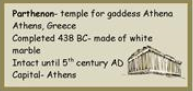 Parthenon- temple for goddess Athena
Athens, Greece
Completed 438 BC- made of white
marble
Intact until 5th century AD
Capital- Athens